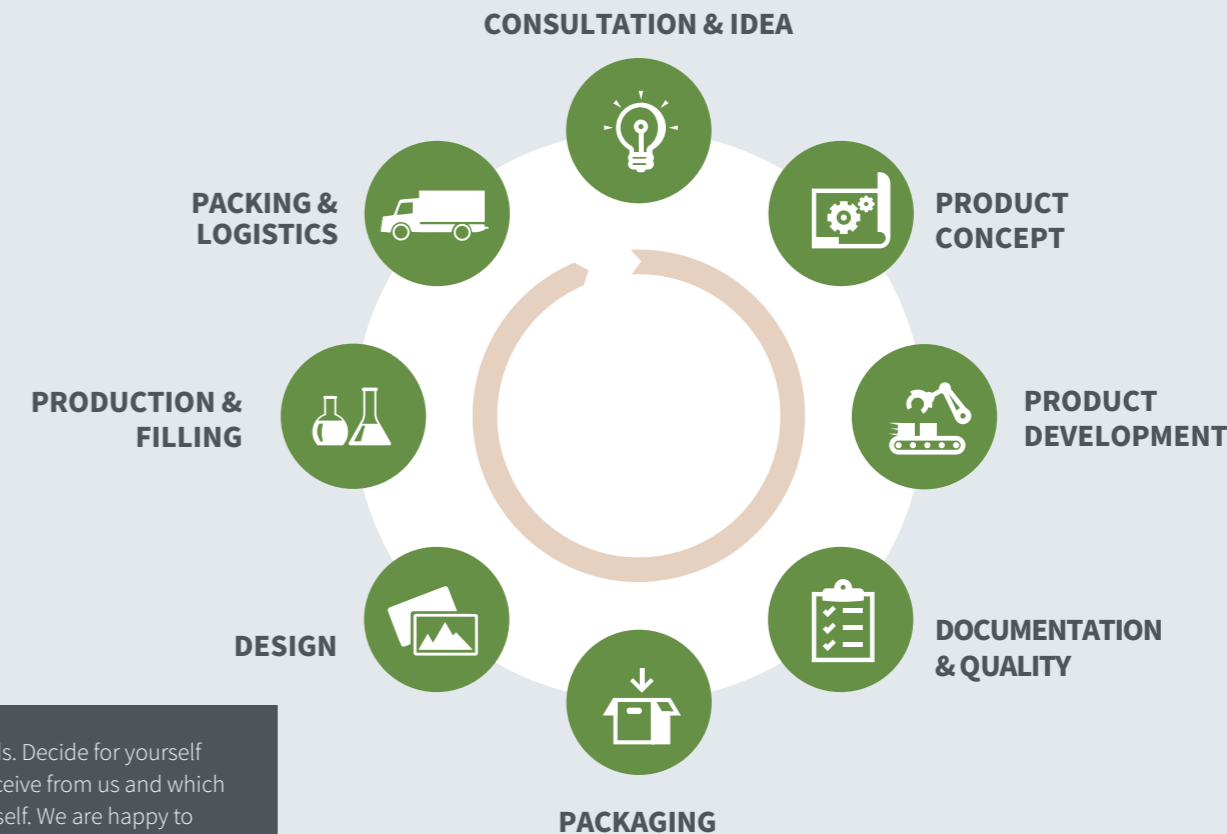 CONSULTATION & IDEA
PACKING &
LOGISTICS
PRODUCT
CONCEPT
PRODUCTION &
FILLING
PRODUCT
DEVELOPMENT
DESIGN
DOCUMENTATION
& QUALITY
PACKAGING
ds. Decide for yourself
ceive from us and which
self. We are happy to